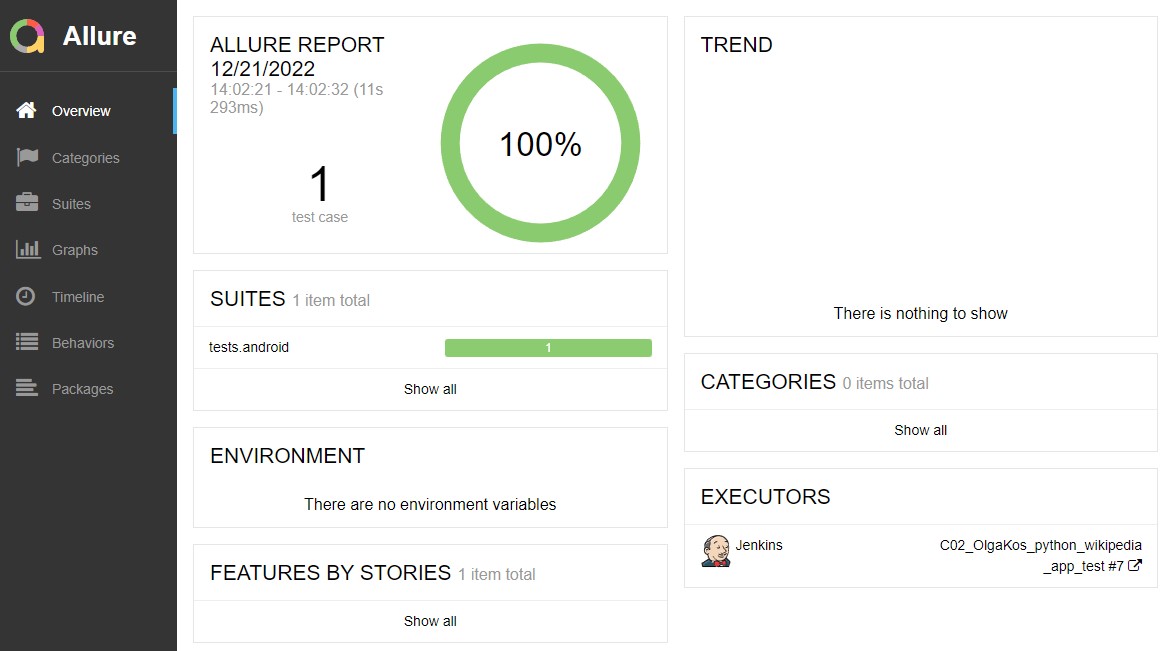 Allure
Overview
Categories
Suites
Graphs
Timeline
Behaviors
Packages
ALLURE REPORT
12/21/2022
14:02:21 - 14:02:32 (11s
293ms)
1
test case
100%
SUITES 1 item total
tests.android
1
Show all
ENVIRONMENT
There are no environment variables
FEATURES BY STORIES 1 item total
Show all
TREND
There is nothing to show
CATEGORIES 0 items total
Show all
EXECUTORS
Jenkins
C02_OlgaKos_python_wikipedia
_app_test #7